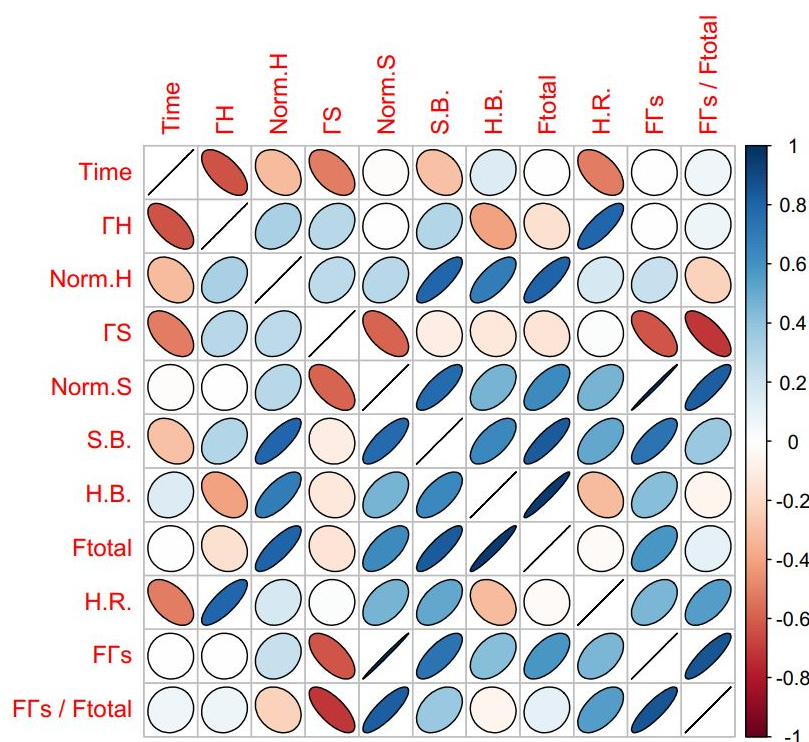 Time
ΓH
Norm.H
ΓS
Norm.S
S.B.
H.B.
Ftotal
H.R.
FΓs
FΓs / Ftotal
Time
ΓH
Norm.H
ΓS
Norm.S
S.B.
H.B.
Ftotal
H.R.
FΓs
FΓs / Ftotal
1
0.8
0.6
0.4
0.2
0
-0.2
-0.4
-0.6
-0.8
-1